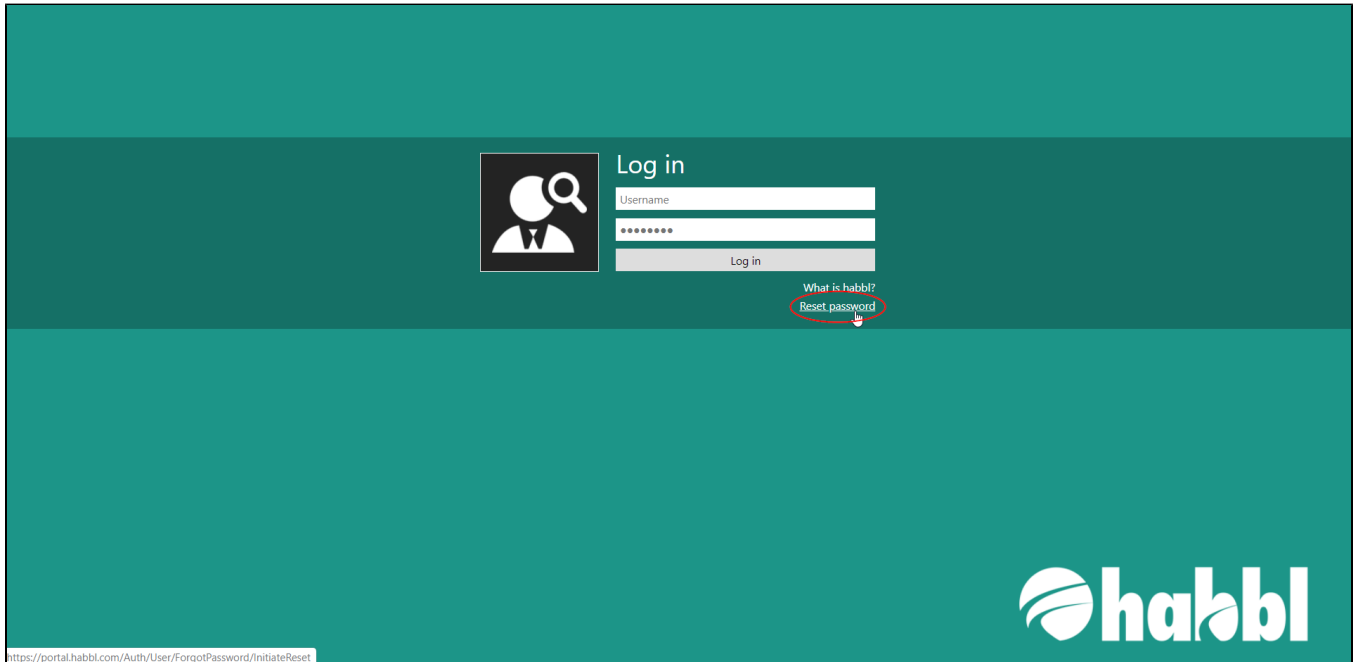 Log in
Username
Log in
What is habbl?
Reset password
habbl
https://portal.habbl.com/Auth/User/ForgotPassword/InitiateReset